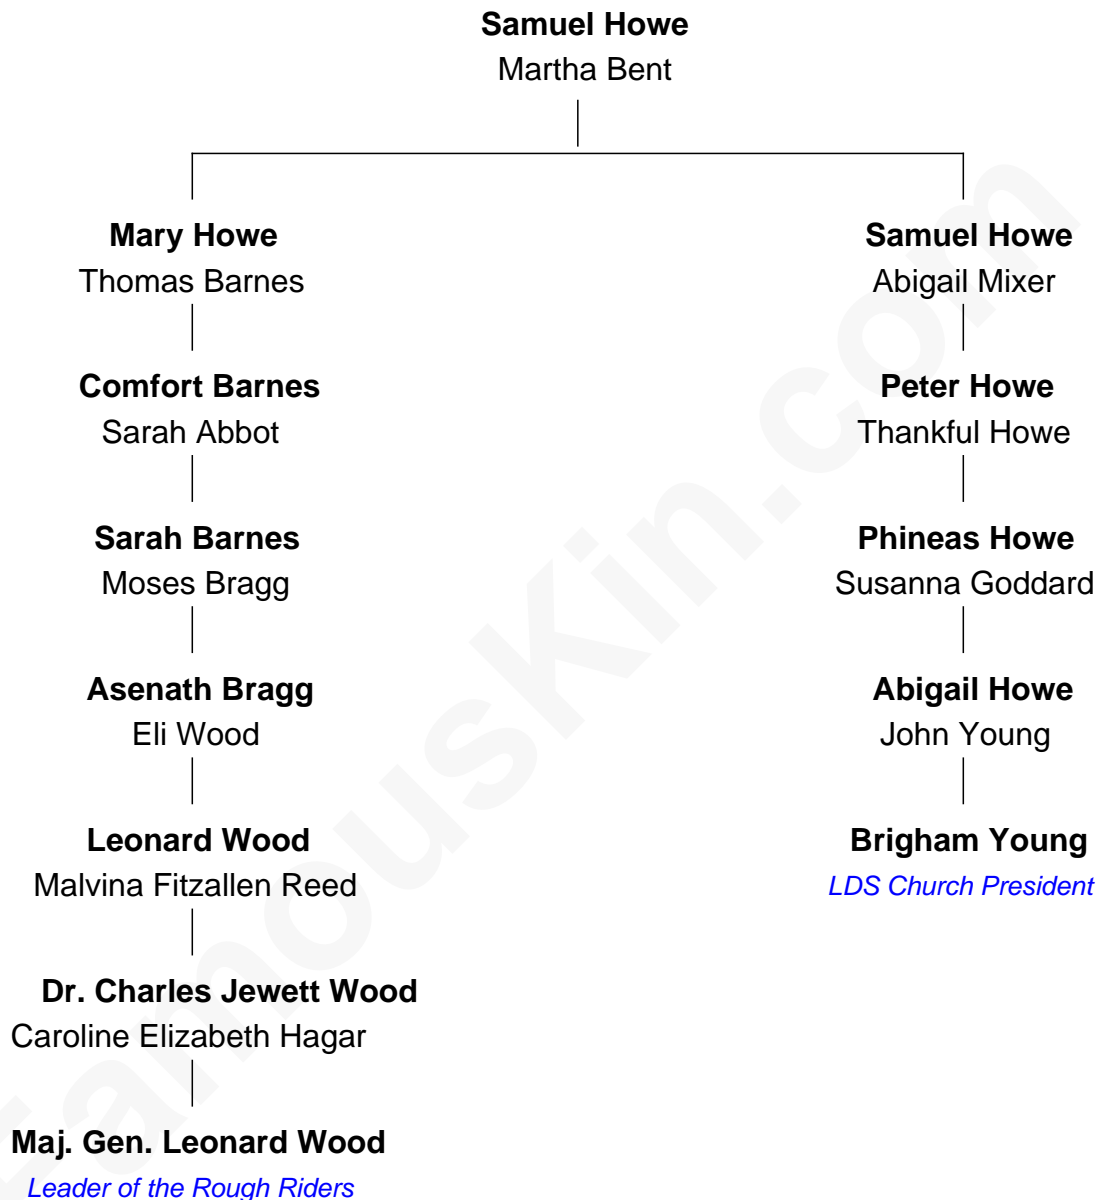 Samuel Howe
Martha Bent
Mary Howe
Thomas Barnes
Samuel Howe
Abigail Mixer
Comfort Barnes
Sarah Abbot
Peter Howe
Thankful Howe
Sarah Barnes
Moses Bragg
Phineas Howe
Susanna Goddard
Asenath Bragg
Eli Wood
Abigail Howe
John Young
Leonard Wood
Malvina Fitzallen Reed
Brigham Young
LDS Church President
Dr. Charles Jewett Wood
Caroline Elizabeth Hagar
Maj. Gen. Leonard Wood
Leader of the Rough Riders
FamousKin.com